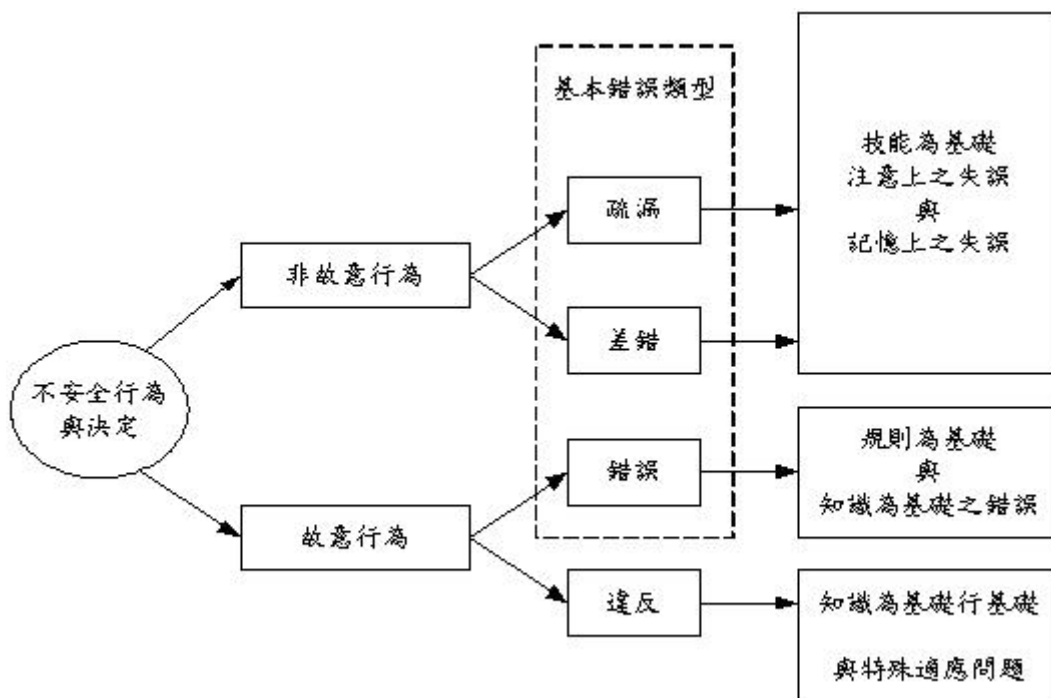 基本錯誤類型
技能為基礎
注意上之失誤
與
記憶上之失誤
疏漏
非故意行為
差錯
不安全行為
與決定
規則為基礎
與
知識為基礎之錯誤
錯誤
故意行為
違反
知識為基礎行基礎
與特殊適應問題